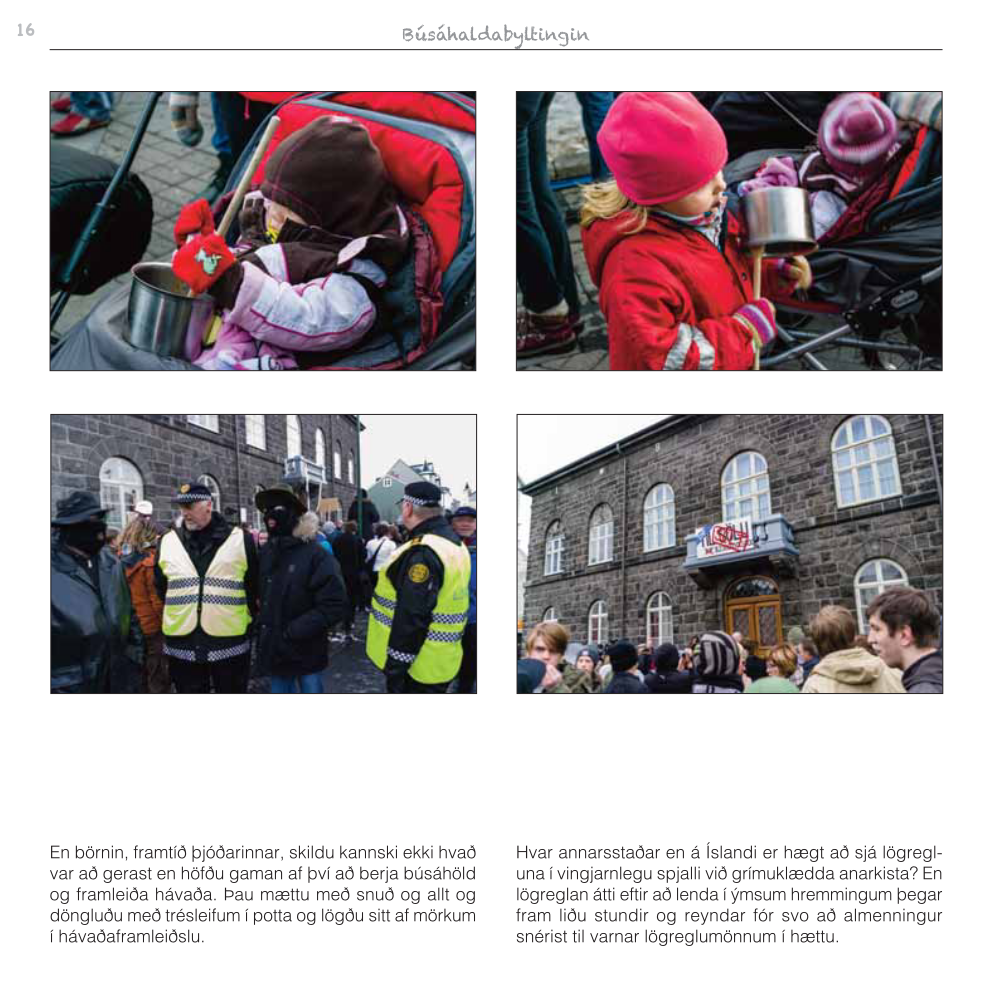 16
Búsáhaldabyltingin
En börnin, framtíð þjóðarinnar, skildu kannski ekki hvað
var að gerast en höfðu gaman af því að berja búsáhöld
og framleiða hávaða. Þau mættu með snuð og allt og
döngluðu með trésleifum í potta og lögðu sitt af mörkum
í hávaðaframleiðslu.
Hvar annarsstaðar en á Íslandi er hægt að sjá lögregl-
una í vingjarnlegu spjalli við grímuklædda anarkista? En
lögreglan átti eftir að lenda í ýmsum hremmingum þegar
fram liðu stundir og reyndar fór svo að almenningur
snérist til varnar lögreglumönnum í hættu.